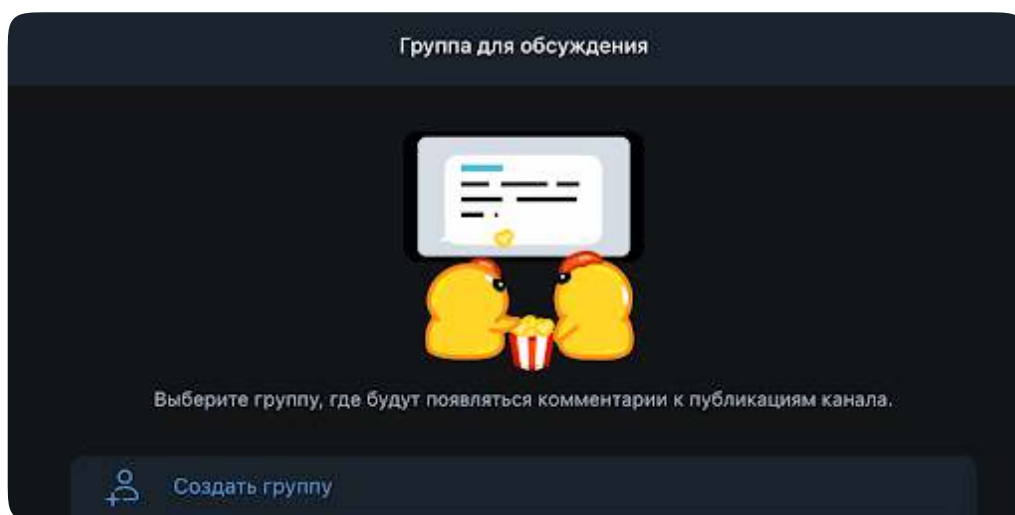 Группа для обсуждения
Выберите группу, где будут появляться комментарии к публикациям канала.
Создать группу